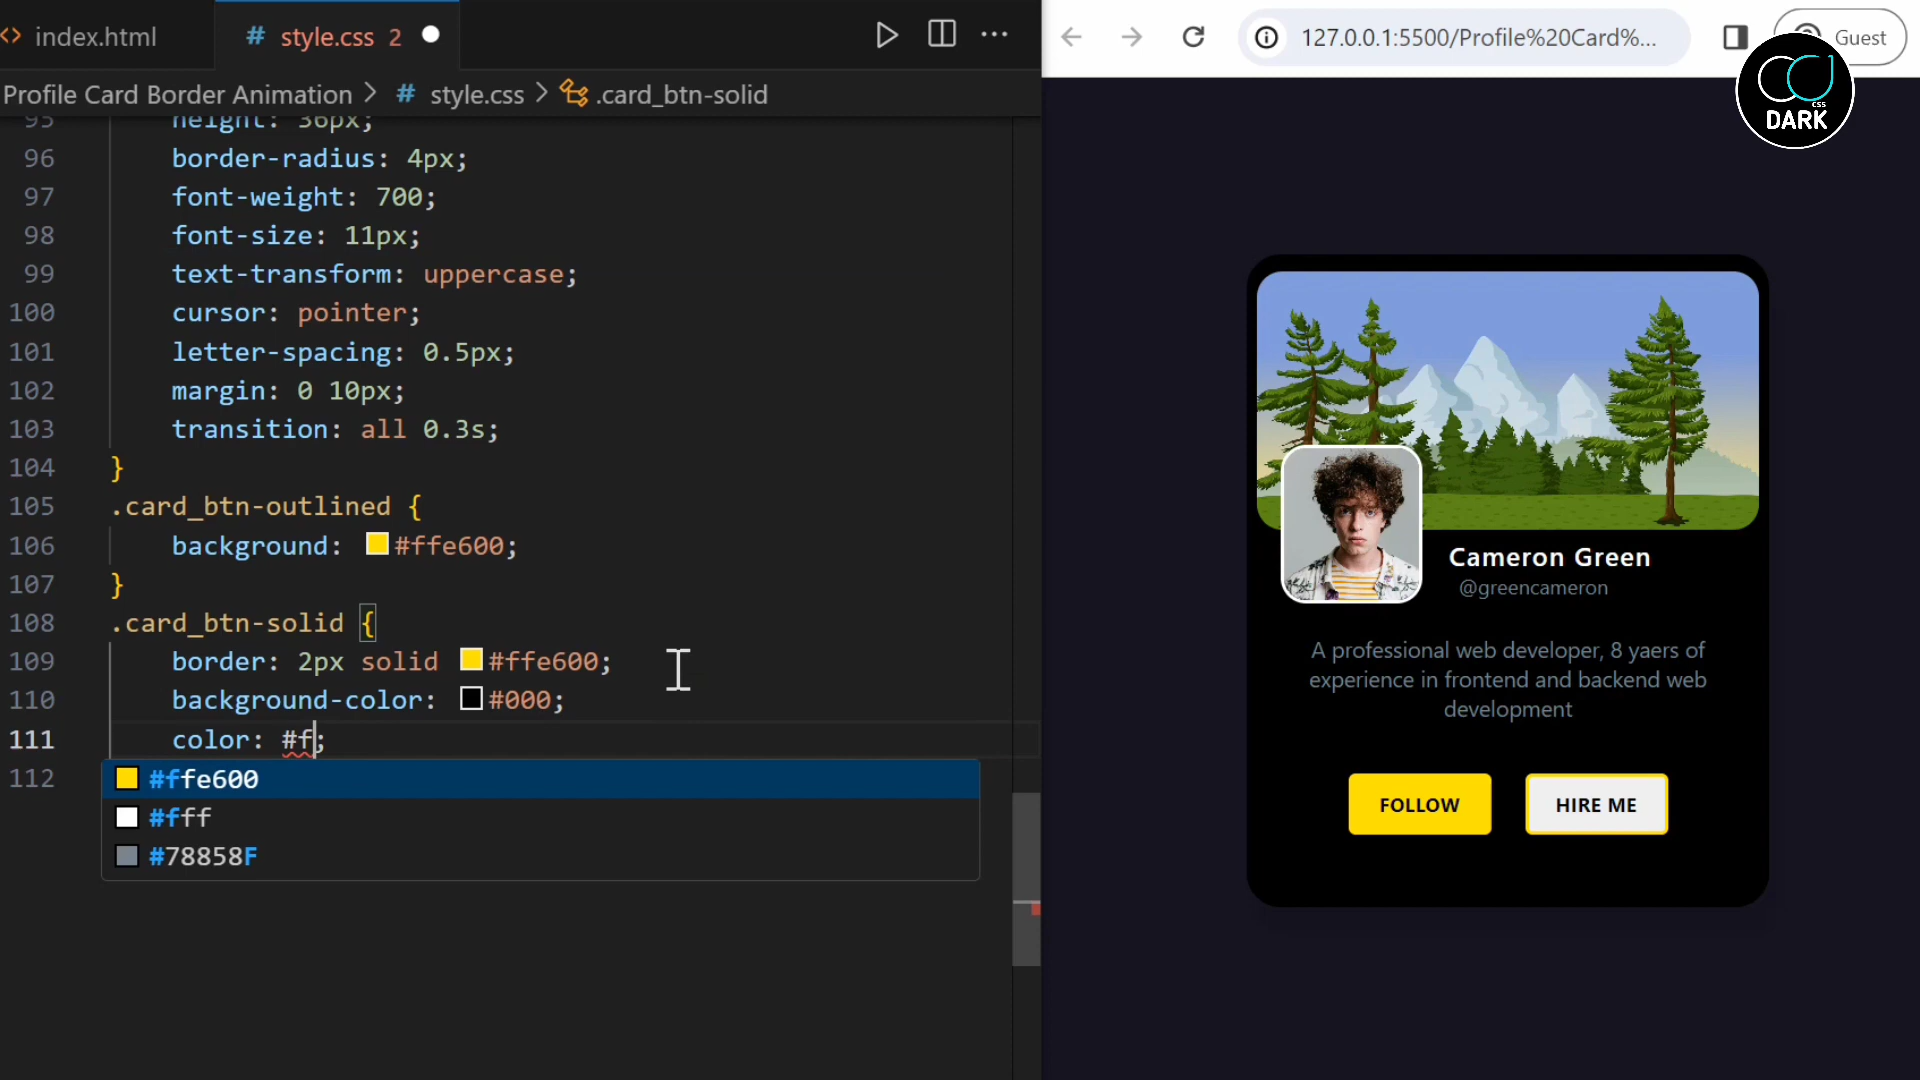 index.html
# style.css 2
127.0.0.1:5500/Profile%20Card%...
Guest
css
DARK
Profile Card Border Animation > # style.css > .card_btn-solid
95 height: 36px;
96 border-radius: 4px;
97 font-weight: 700;
98 font-size: 11px;
99 text-transform: uppercase;
100 cursor: pointer;
101 letter-spacing: 0.5px;
102 margin: 0 10px;
103 transition: all 0.3s;
104 }
105 .card_btn-outlined {
106 background: #ffe600;
107 }
108 .card_btn-solid {
109 border: 2px solid #ffe600;
110 background-color: #000;
111 color: #f;
112
#ffe600
#fff
#78858F
Cameron Green
@greencameron
A professional web developer, 8 yaers of
experience in frontend and backend web
development
FOLLOW
HIRE ME